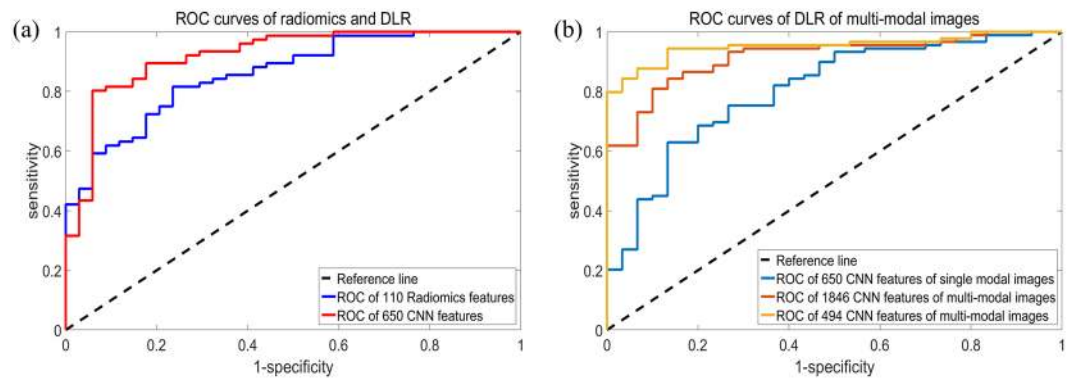 (a)
ROC curves of radiomics and DLR
1
0.8
0.6
0.4
0.2
0
sensitivity
0
0.2
0.4
0.6
0.8
1
1-specificity
Reference line
ROC of 110 Radiomics features
ROC of 650 CNN features
(b)
ROC curves of DLR of multi-modal images
1
0.8
0.6
0.4
0.2
0
sensitivity
0
0.2
0.4
0.6
0.8
1
1-specificity
Reference line
ROC of 650 CNN features of single modal images
ROC of 1846 CNN features of multi-modal images
ROC of 494 CNN features of multi-modal images